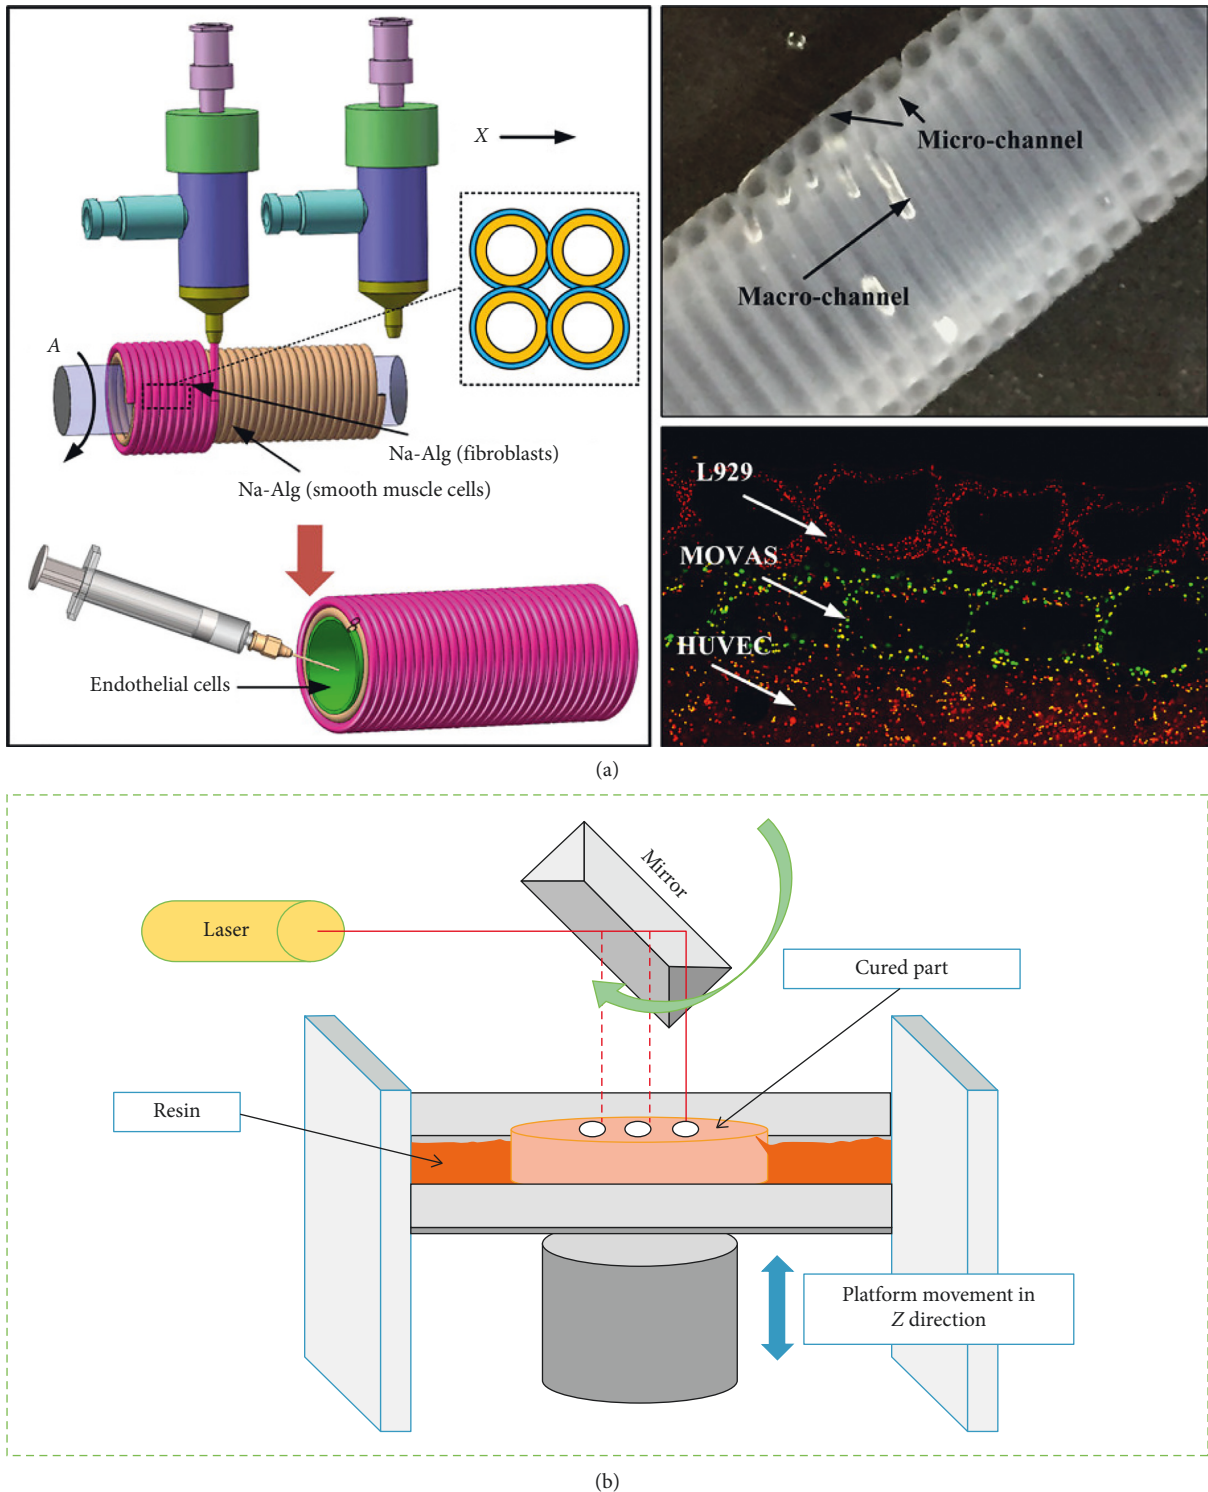 X
A
Na-Alg (fibroblasts)
Na-Alg (smooth muscle cells)
Endothelial cells
Micro-channel
Macro-channel
L929
MOVAS
HUVEC
(a)
Mirror
Laser
Cured part
Resin
Platform movement in
Z direction
(b)